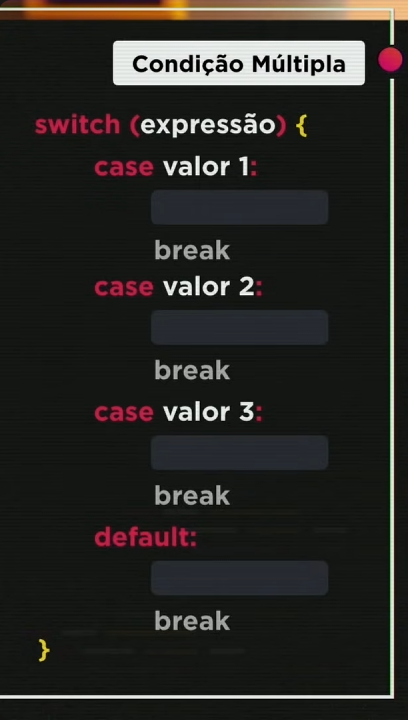 Condição Múltipla
switch (expressão) {
case valor 1:
break
case valor 2:
break
case valor 3:
break
default:
break
}